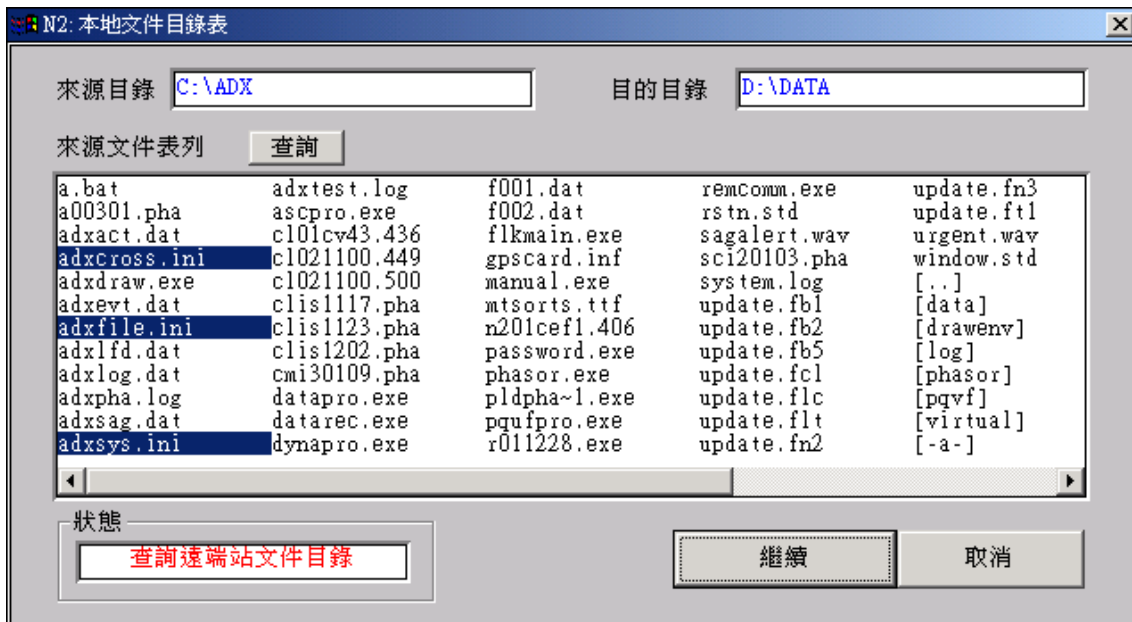 N2: 本地文件目錄表
來源目錄 C:\ADX 目的目錄 D:\DATA
來源文件表列 查詢
a.bat adxtest.log f001.dat remcomm.exe update.fn3
a00301.pha ascpro.exe f002.dat rstn.std update.ft1
adxact.dat cl01cv43.436 flkmain.exe sagalert.wav urgent.wav
adxcross.ini cl021100.449 gpscard.inf sci20103.pha window.std
adxdraw.exe cl021100.500 manual.exe system.log [..]
adxevt.dat clis1117.pha mtsorts.ttf update.fb1 [data]
adxfile.ini clis1123.pha n201cef1.406 update.fb2 [drawenv]
adxlfd.dat clis1202.pha password.exe update.fb5 [log]
adxlog.dat cmi30109.pha phasor.exe update.fcl [phasor]
adxpha.log datapro.exe pldpha~1.exe update.flc [pqvf]
adxsag.dat datarec.exe pqufpro.exe update.flt [virtual]
adxsys.ini dynapro.exe r011228.exe update.fn2 [-a-]
狀態
查詢遠端站文件目錄
繼續 取消